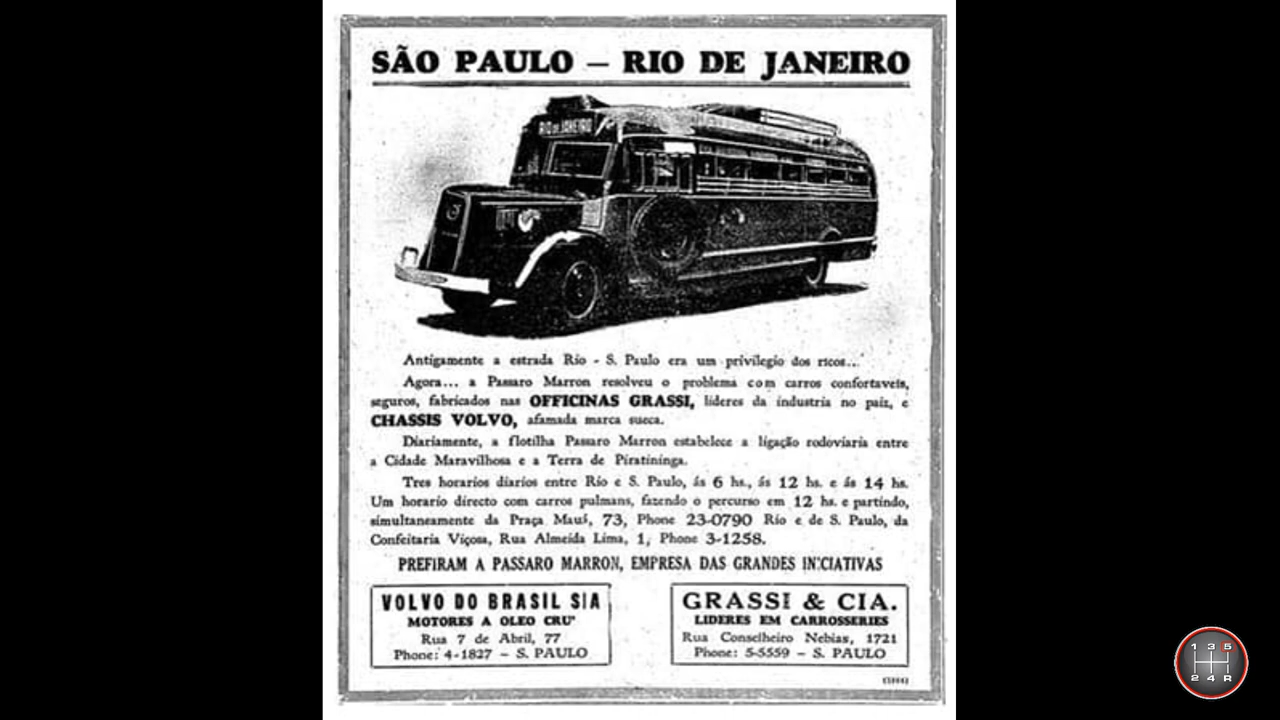 SÃO PAULO – RIO DE JANEIRO
RIO DE JANEIRO
Antigamente a estrada Rio - S. Paulo era um privilegio dos ricos...
Agora... a Passaro Marron resolveu o problema com carros confortaveis,
seguros, fabricados nas OFFICINAS GRASSI, lideres da industria no paiz, e
CHASSIS VOLVO, afamada marca sueca.
Diariamente, a flotilha Passaro Marron estabelece a ligação rodoviaria entre
a Cidade Maravilhosa e a Terra de Piratininga.
Tres horarios diarios entre Rio e S. Paulo, ás 6 hs., ás 12 hs. e ás 14 hs.
Um horario directo com carros pulmans, fazendo o percurso em 12 hs. e partindo,
simultaneamente da Praça Mauá, 73, Phone 23-0790 Rio e de S. Paulo, da
Confeitaria Viçosa, Rua Almeida Lima, 1, Phone 3-1258.
PREFIRAM A PASSARO MARRON, EMPRESA DAS GRANDES INICIATIVAS
VOLVO DO BRASIL S/A
MOTORES A OLEO CRU'
Rua 7 de Abril, 77
Phone: 4-1827 – S. PAULO
GRASSI & CIA.
LIDERES EM CARROSSERIES
Rua Conselheiro Nebias, 1721
Phone: 5-5559 – S. PAULO
1 3 5
2 4 R